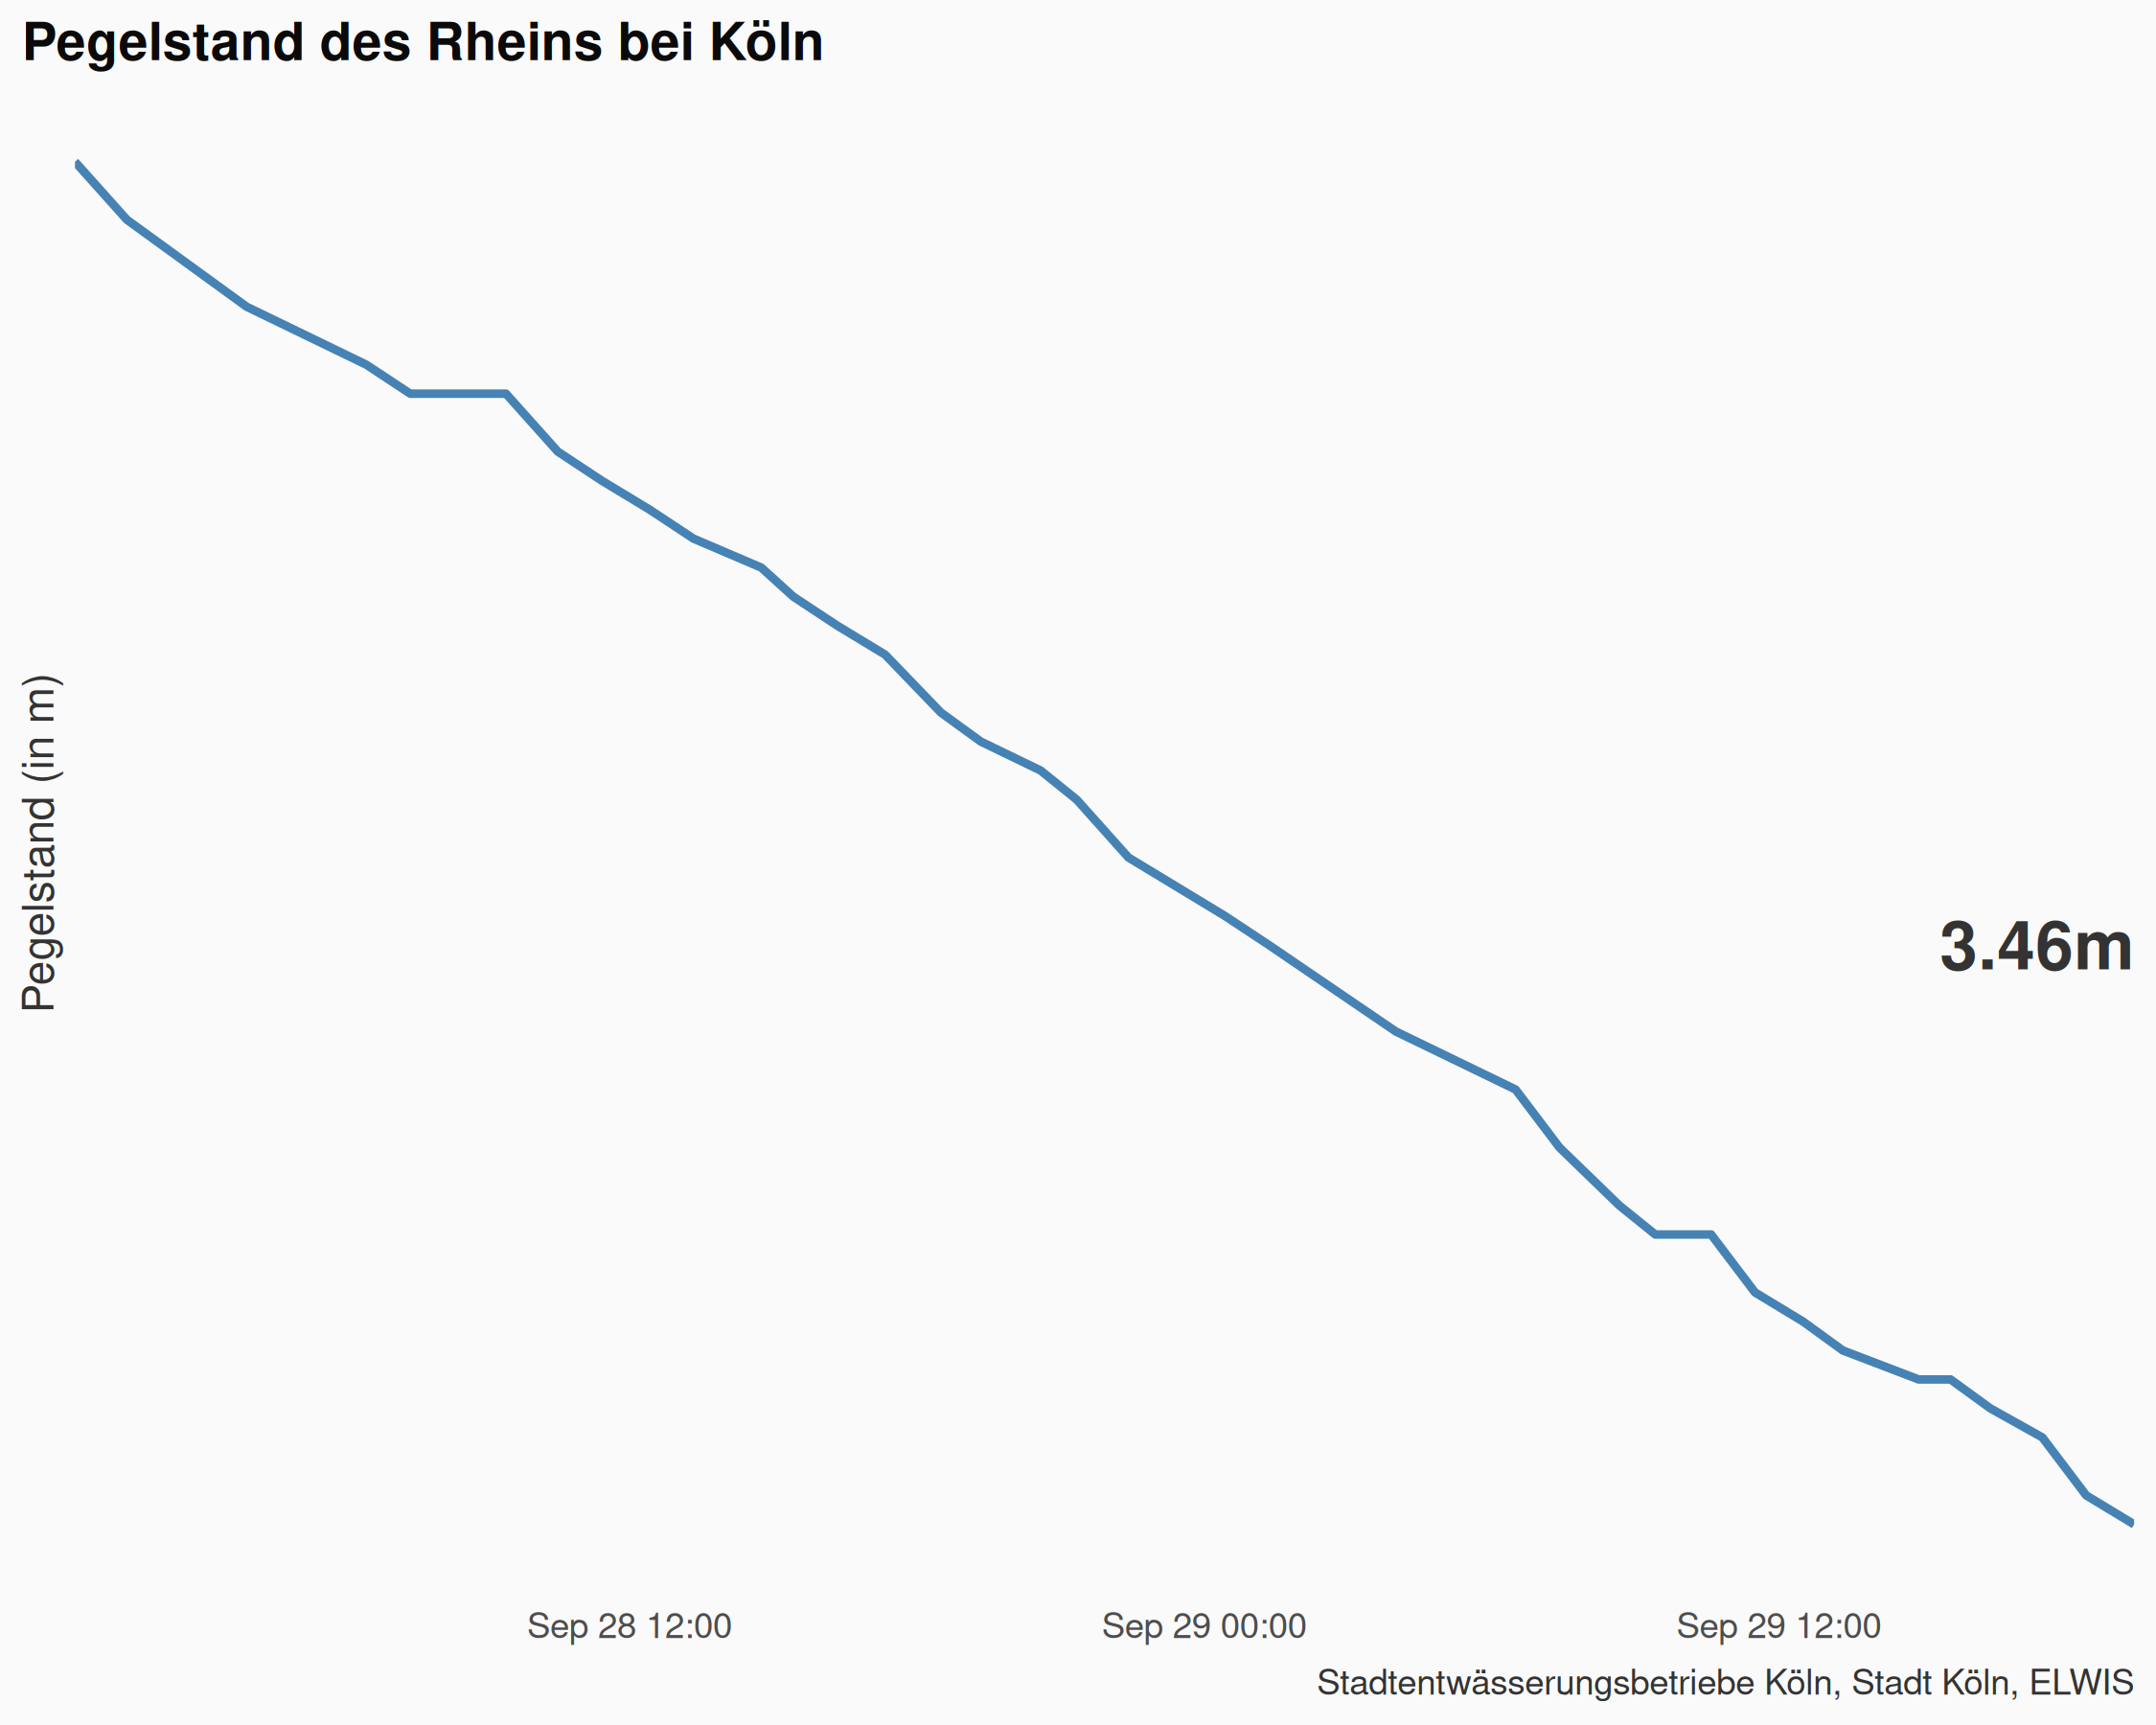 Pegelstand des Rheins bei Köln
Pegelstand (in m)
3.46m
Sep 28 12:00
Sep 29 00:00
Sep 29 12:00
Stadtentwässerungsbetriebe Köln, Stadt Köln, ELWIS